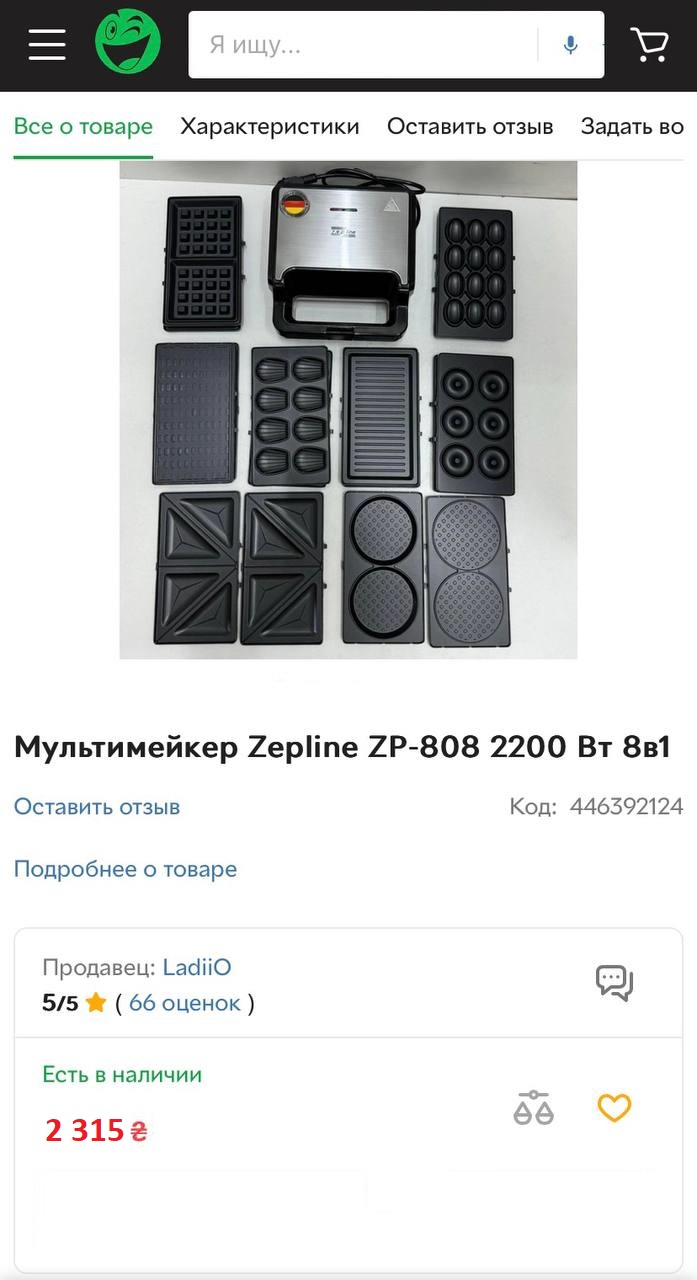 Я ищу...
Все о товаре Характеристики Оставить отзыв Задать во
Zepline
Мультимейкер Zepline ZP-808 2200 Вт 8в1
Оставить отзыв Код: 446392124
Подробнее о товаре
Продавец: LadiiO
5/5 ( 66 оценок )
Есть в наличии
2 315 ₴